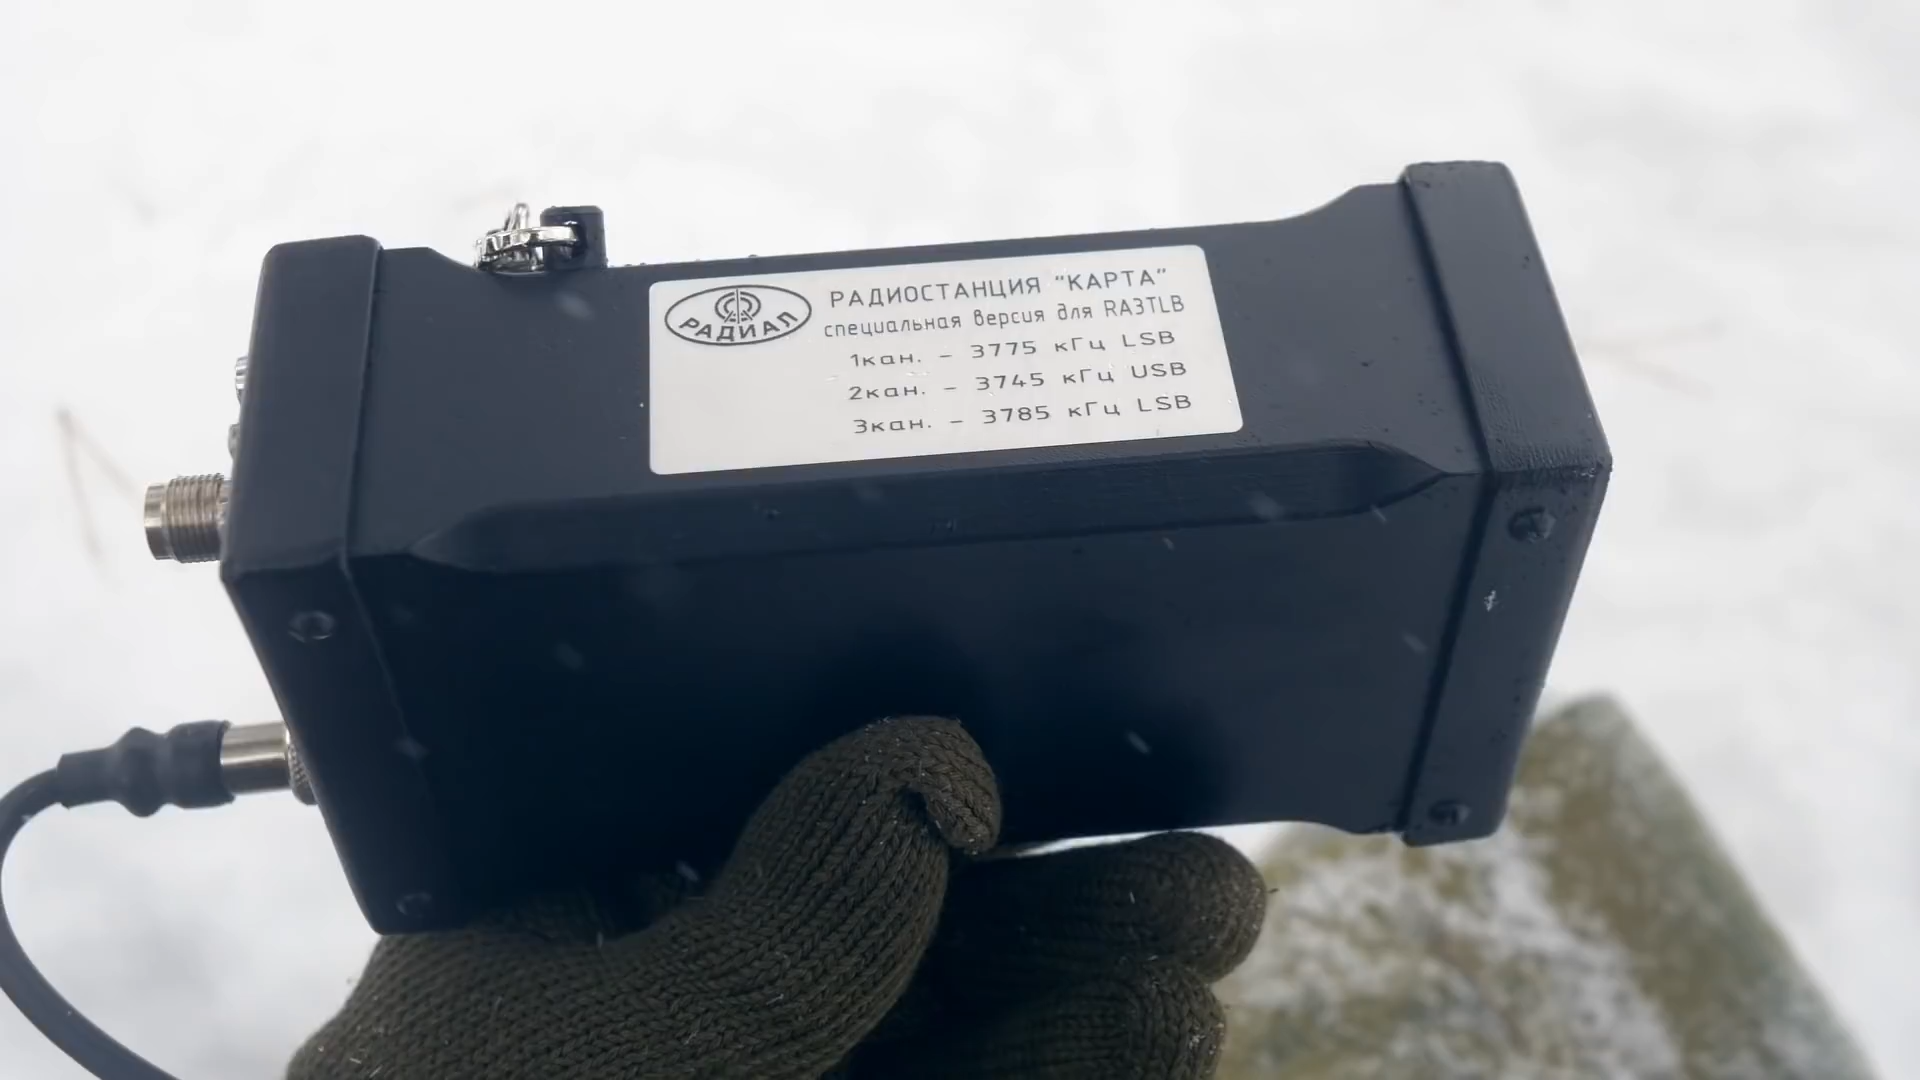 РАДИАЛ
РАДИОСТАНЦИЯ "КАРТА"
специальная версия для RA3TLB
1кан. - 3775 кГц LSB
2кан. - 3745 кГц USB
3кан. - 3785 кГц LSB